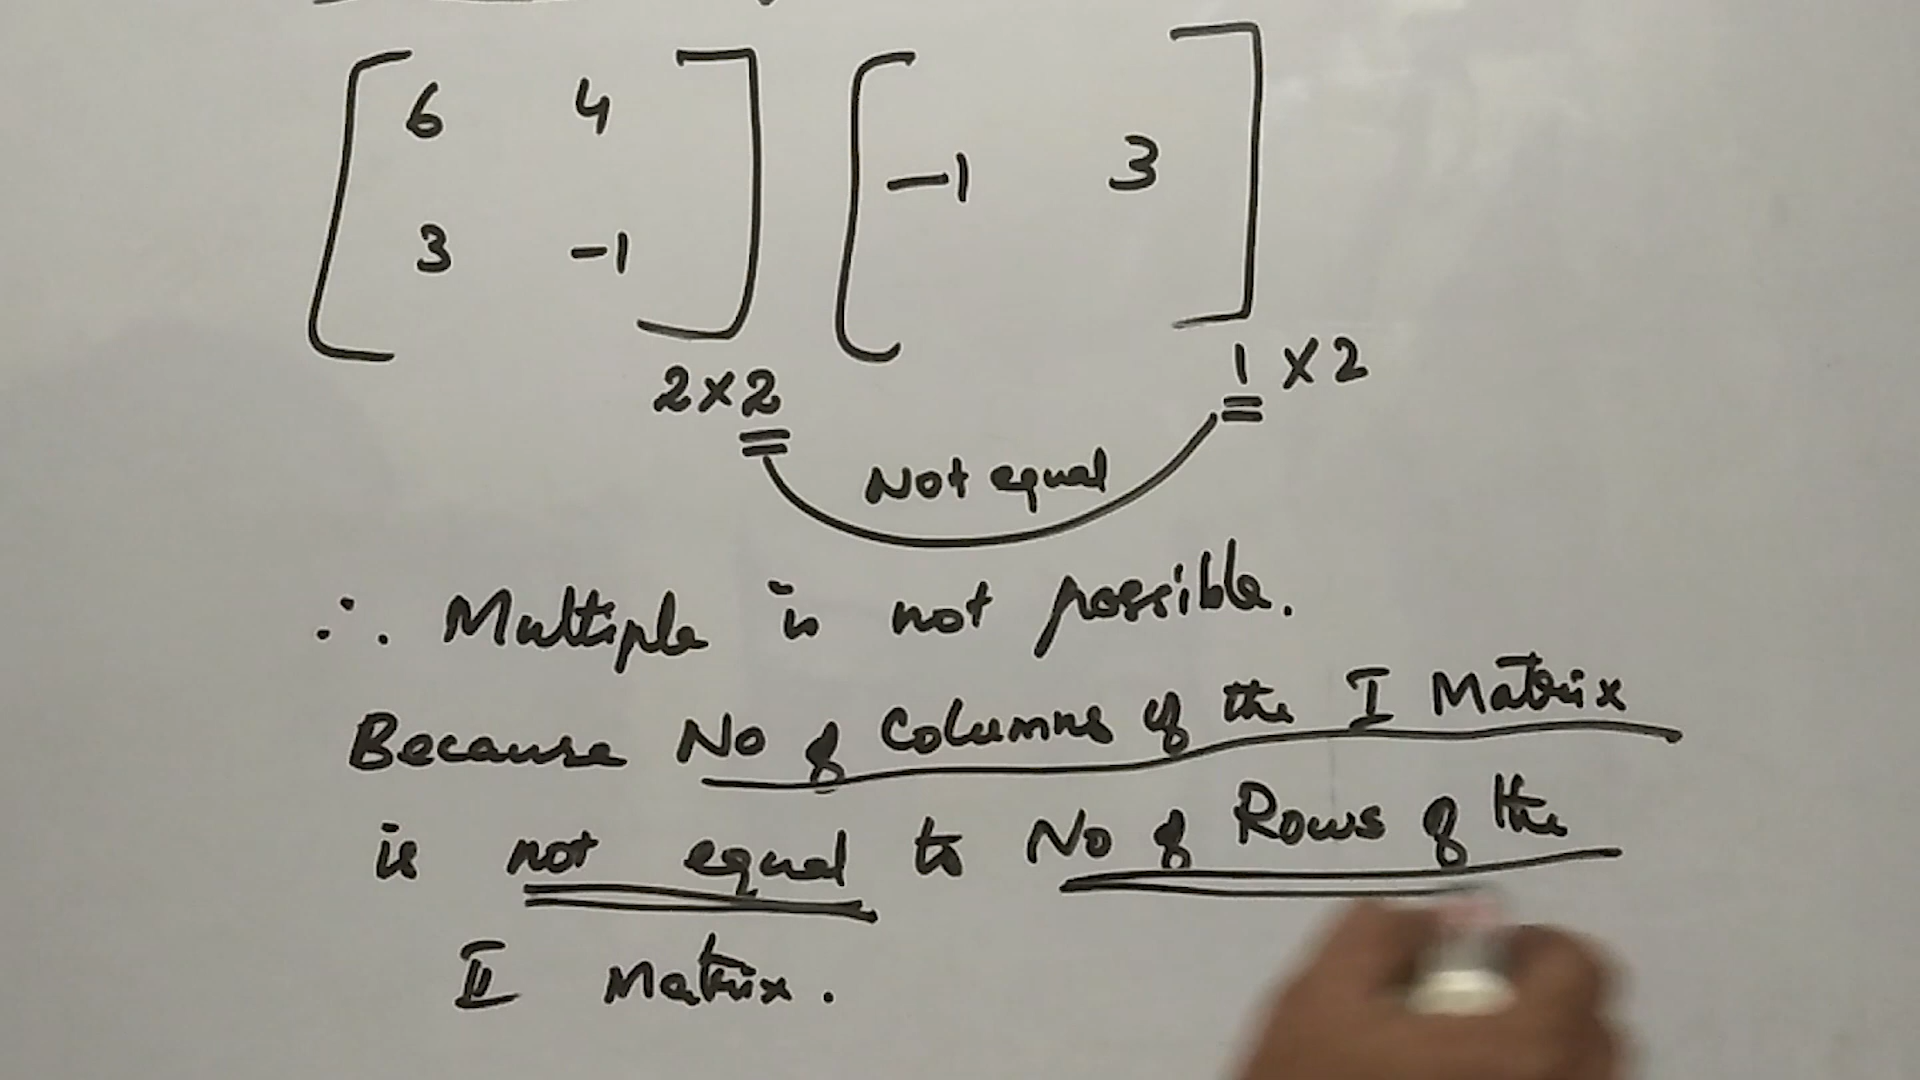 6 4
3 -1
-1 3
2×2
1 × 2
Not equal
∴ Multiple is not possible.
Because No of Columns of the I Matrix
is not equal to No of Rows of the
II Matrix.